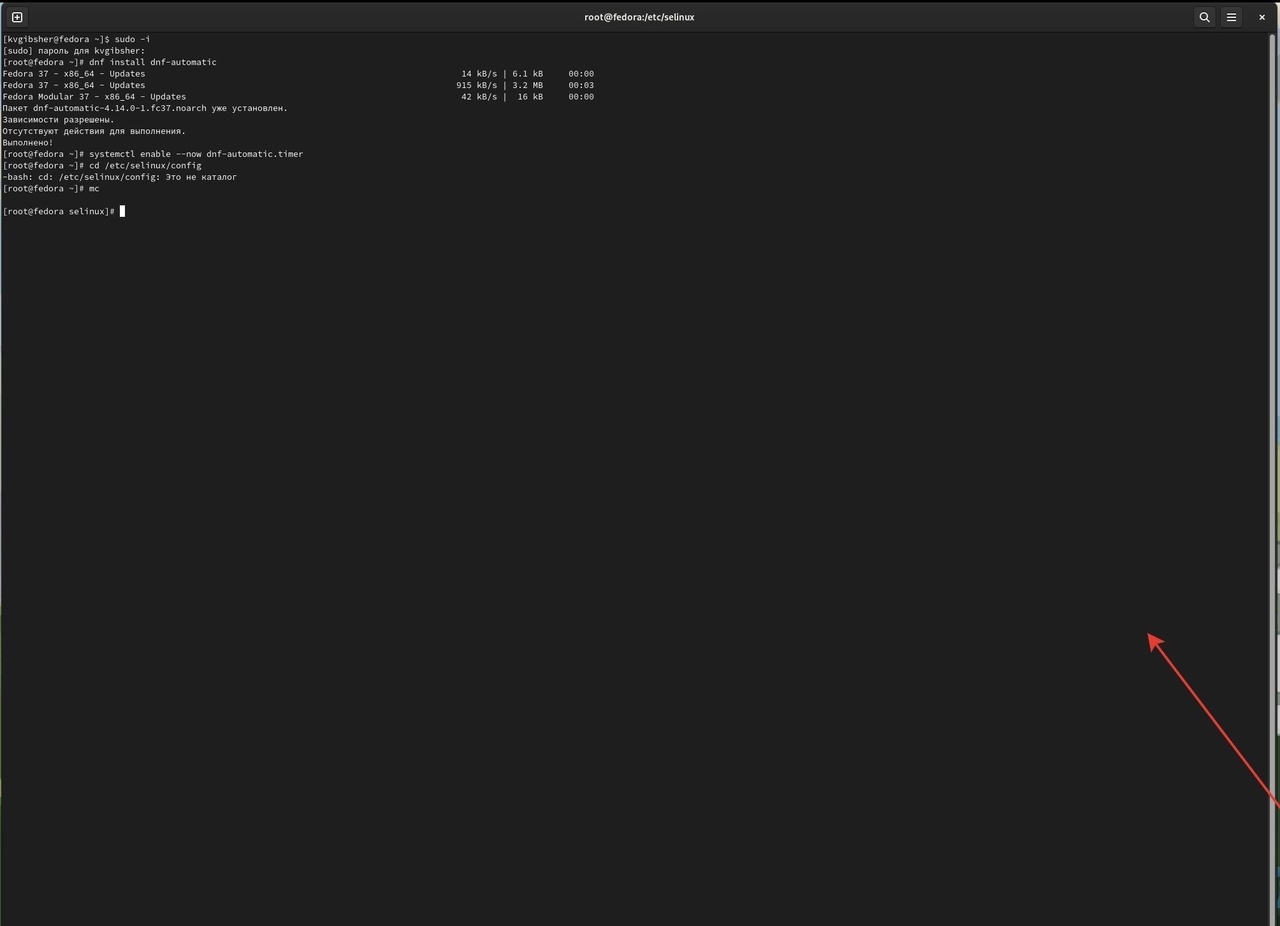 root@fedora:/etc/selinux
[kvgibsher@fedora ~]$ sudo -i
[sudo] пароль для kvgibsher:
[root@fedora ~]# dnf install dnf-automatic
Fedora 37 - x86_64 - Updates 14 kB/s | 6.1 kB 00:00
Fedora 37 - x86_64 - Updates 915 kB/s | 3.2 MB 00:03
Fedora Modular 37 - x86_64 - Updates 42 kB/s | 16 kB 00:00
Пакет dnf-automatic-4.14.0-1.fc37.noarch уже установлен.
Зависимости разрешены.
Отсутствуют действия для выполнения.
Выполнено!
[root@fedora ~]# systemctl enable --now dnf-automatic.timer
[root@fedora ~]# cd /etc/selinux/config
-bash: cd: /etc/selinux/config: Это не каталог
[root@fedora ~]# mc
[root@fedora selinux]#